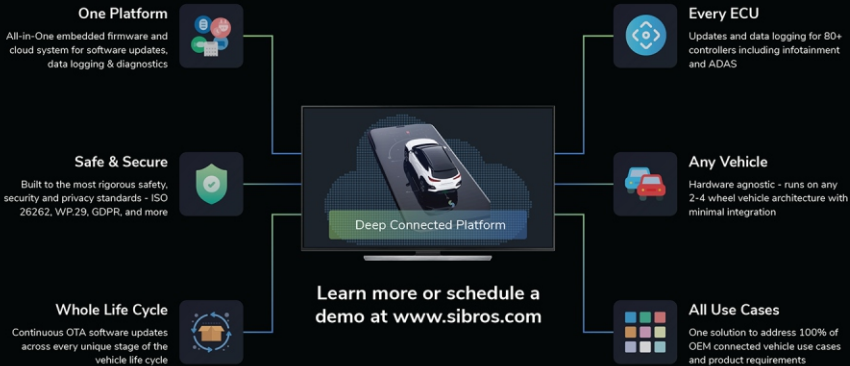 One Platform
All-in-One embedded firmware and
cloud system for software updates,
data logging & diagnostics
Safe & Secure
Built to the most rigorous safety,
security and privacy standards - ISO
26262, WP.29, GDPR, and more
Whole Life Cycle
Continuous OTA software updates
across every unique stage of the
vehicle life cycle
Deep Connected Platform
Learn more or schedule a
demo at www.sibros.com
Every ECU
Updates and data logging for 80+
controllers including infotainment
and ADAS
Any Vehicle
Hardware agnostic - runs on any
2-4 wheel vehicle architecture with
minimal integration
All Use Cases
One solution to address 100% of
OEM connected vehicle use cases
and product requirements